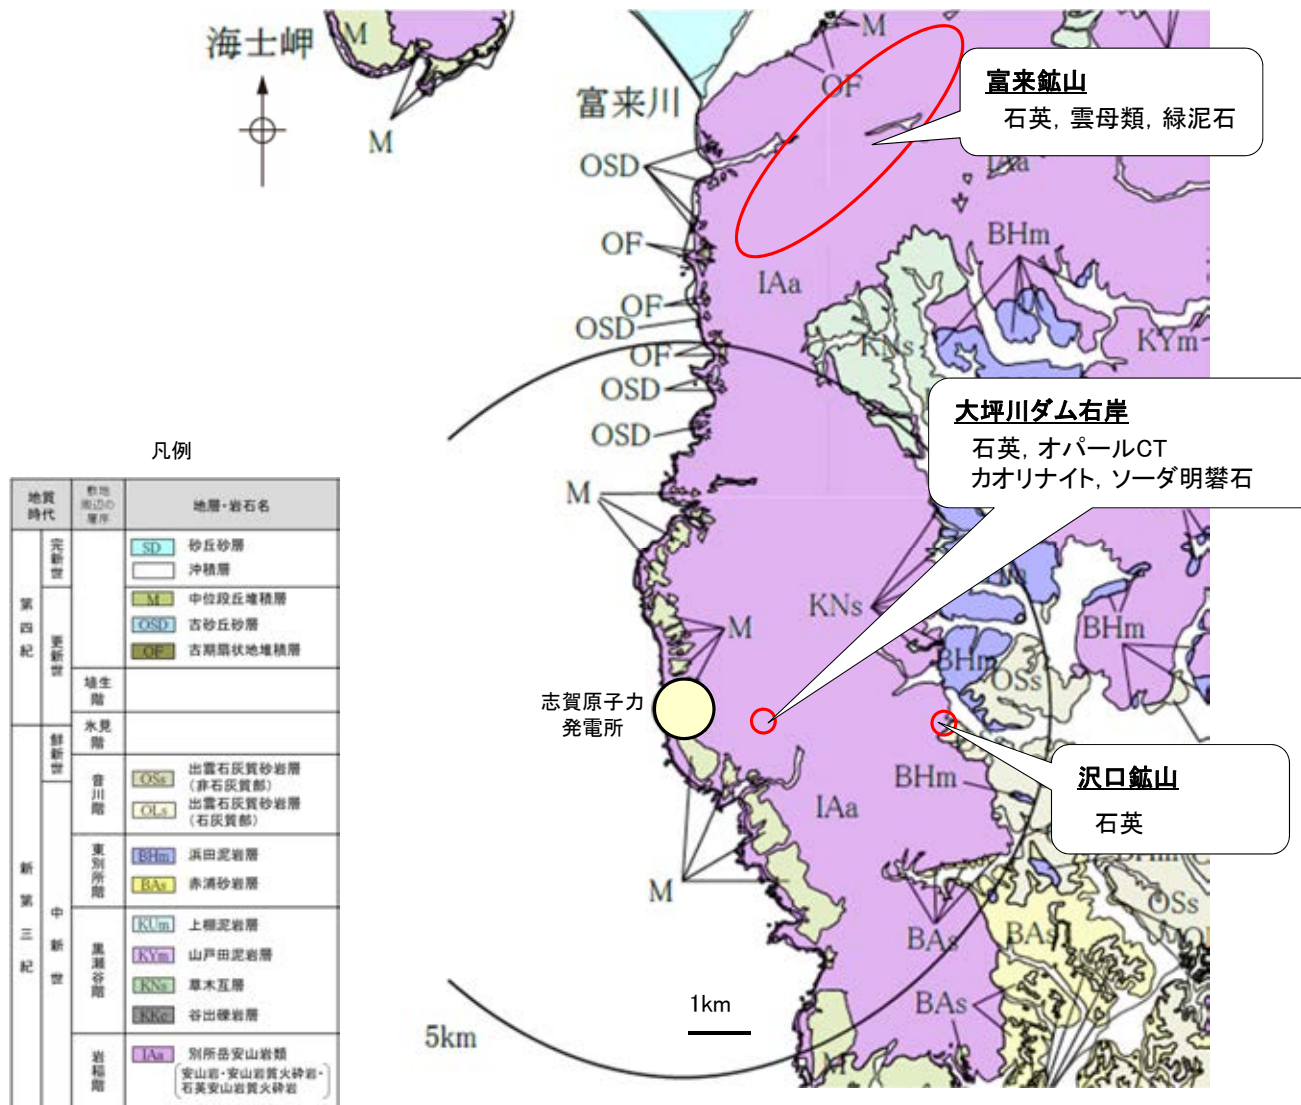 海士岬
M
M
富来川
M
OF
富来鉱山
石英, 雲母類, 緑泥石
IAa
OSD
OF
BHm
IAa
OF
OSD
OF
KNs
KYm
OSD
OSD
大坪川ダム右岸
石英, オパールCT
カオリナイト, ソーダ明礬石
M
KNs
M
BHm
BHm
OSs
志賀原子力
発電所
沢口鉱山
石英
BHm
IAa
M
BHm
OSs
BAs
BAs
BAs
M
1km
5km
凡例
地質
時代
敷地
周辺の
層序
地層・岩石名
第四紀
完新世
SD 砂丘砂層
沖積層
更新世
M 中位段丘堆積層
OSD 古砂丘砂層
OF 古期扇状地堆積層
埴生
階
新第三紀
鮮新世
氷見
階
中新世
音川階
OSs 出雲石灰質砂岩層
(非石灰質部)
OLs 出雲石灰質砂岩層
(石灰質部)
東別所階
BHm 浜田泥岩層
BAs 赤浦砂岩層
黒瀬谷階
KUm 上棚泥岩層
KYm 山戸田泥岩層
KNs 草木互層
KKc 谷出礫岩層
岩稲階
IAa 別所岳安山岩類
安山岩・安山岩質火砕岩・
石英安山岩質火砕岩